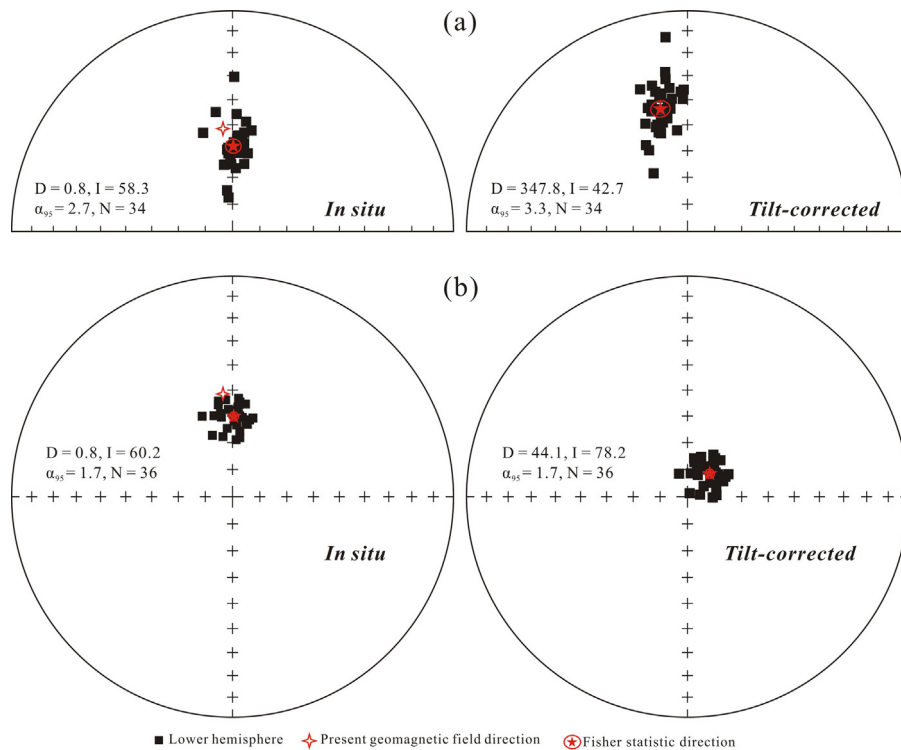 (a)
D = 0.8, I = 58.3
α₉₅ = 2.7, N = 34
In situ
D = 347.8, I = 42.7
α₉₅ = 3.3, N = 34
Tilt-corrected
(b)
D = 0.8, I = 60.2
α₉₅ = 1.7, N = 36
In situ
D = 44.1, I = 78.2
α₉₅ = 1.7, N = 36
Tilt-corrected
Lower hemisphere Present geomagnetic field direction Fisher statistic direction